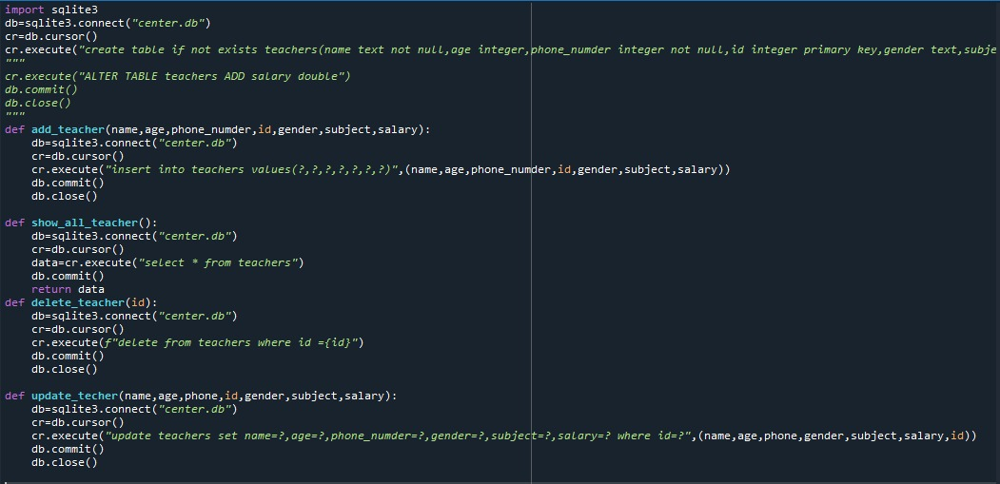 import sqlite3
db=sqlite3.connect("center.db")
cr=db.cursor()
cr.execute("create table if not exists teachers(name text not null,age integer,phone_numder integer not null,id integer primary key,gender text,subje
"""
cr.execute("ALTER TABLE teachers ADD salary double")
db.commit()
db.close()
"""
def add_teacher(name,age,phone_numder,id,gender,subject,salary):
    db=sqlite3.connect("center.db")
    cr=db.cursor()
    cr.execute("insert into teachers values(?,?,?,?,?,?,?)",(name,age,phone_numder,id,gender,subject,salary))
    db.commit()
    db.close()

def show_all_teacher():
    db=sqlite3.connect("center.db")
    cr=db.cursor()
    data=cr.execute("select * from teachers")
    db.commit()
    return data
def delete_teacher(id):
    db=sqlite3.connect("center.db")
    cr=db.cursor()
    cr.execute(f"delete from teachers where id ={id}")
    db.commit()
    db.close()

def update_techer(name,age,phone,id,gender,subject,salary):
    db=sqlite3.connect("center.db")
    cr=db.cursor()
    cr.execute("update teachers set name=?,age=?,phone_numder=?,gender=?,subject=?,salary=? where id=?",(name,age,phone,gender,subject,salary,id))
    db.commit()
    db.close()